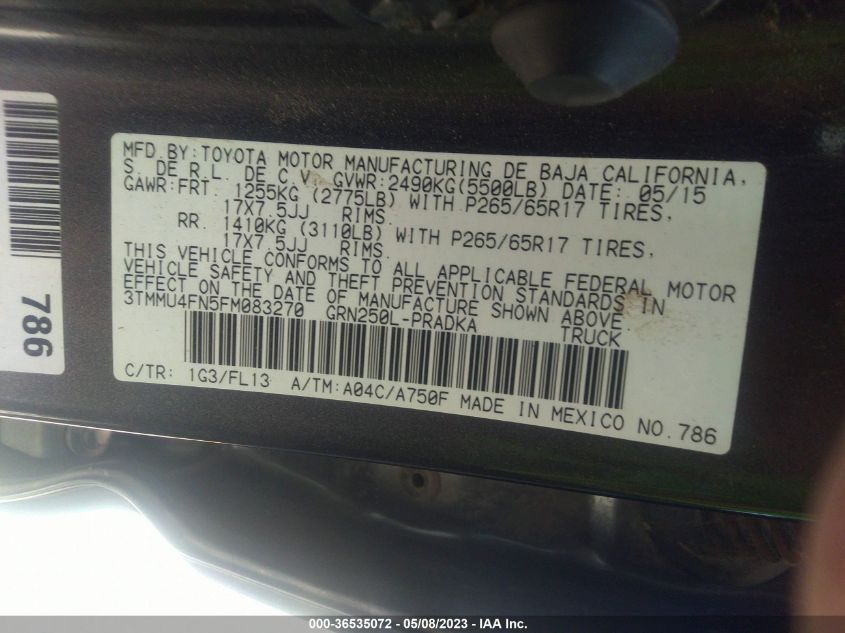 786
MFD.BY:TOYOTA MOTOR MANUFACTURING DE BAJA CALIFORNIA,
S. DE R.L. DE C.V. GVWR:2490KG(5500LB) DATE: 05/15
GAWR:FRT. 1255KG (2775LB) WITH P265/65R17 TIRES,
17X7.5JJ RIMS.
RR. 1410KG (3110LB) WITH P265/65R17 TIRES,
17X7.5JJ RIMS.
THIS VEHICLE CONFORMS TO ALL APPLICABLE FEDERAL MOTOR
VEHICLE SAFETY AND THEFT PREVENTION STANDARDS IN
EFFECT ON THE DATE OF MANUFACTURE SHOWN ABOVE.
3TMMU4FN5FM083270 GRN250L-PRADKA TRUCK
C/TR: 1G3/FL13 A/TM:A04C/A750F MADE IN MEXICO NO.786
000-36535072 - 05/08/2023 - IAA Inc.